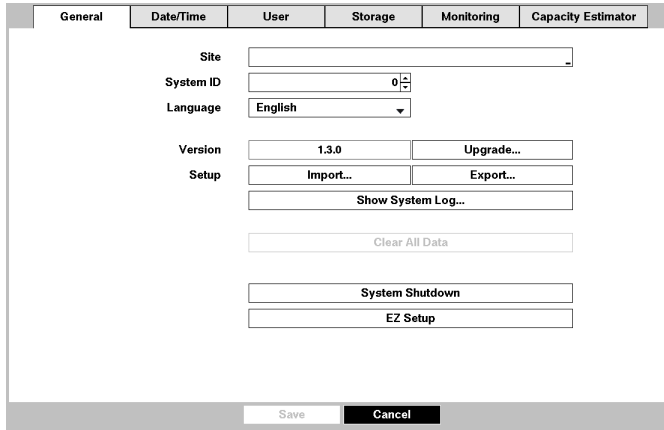 General Date/Time User Storage Monitoring Capacity Estimator
Site
System ID 0
Language English
Version 1.3.0 Upgrade...
Setup Import... Export...
Show System Log...
Clear All Data
System Shutdown
EZ Setup
Save Cancel